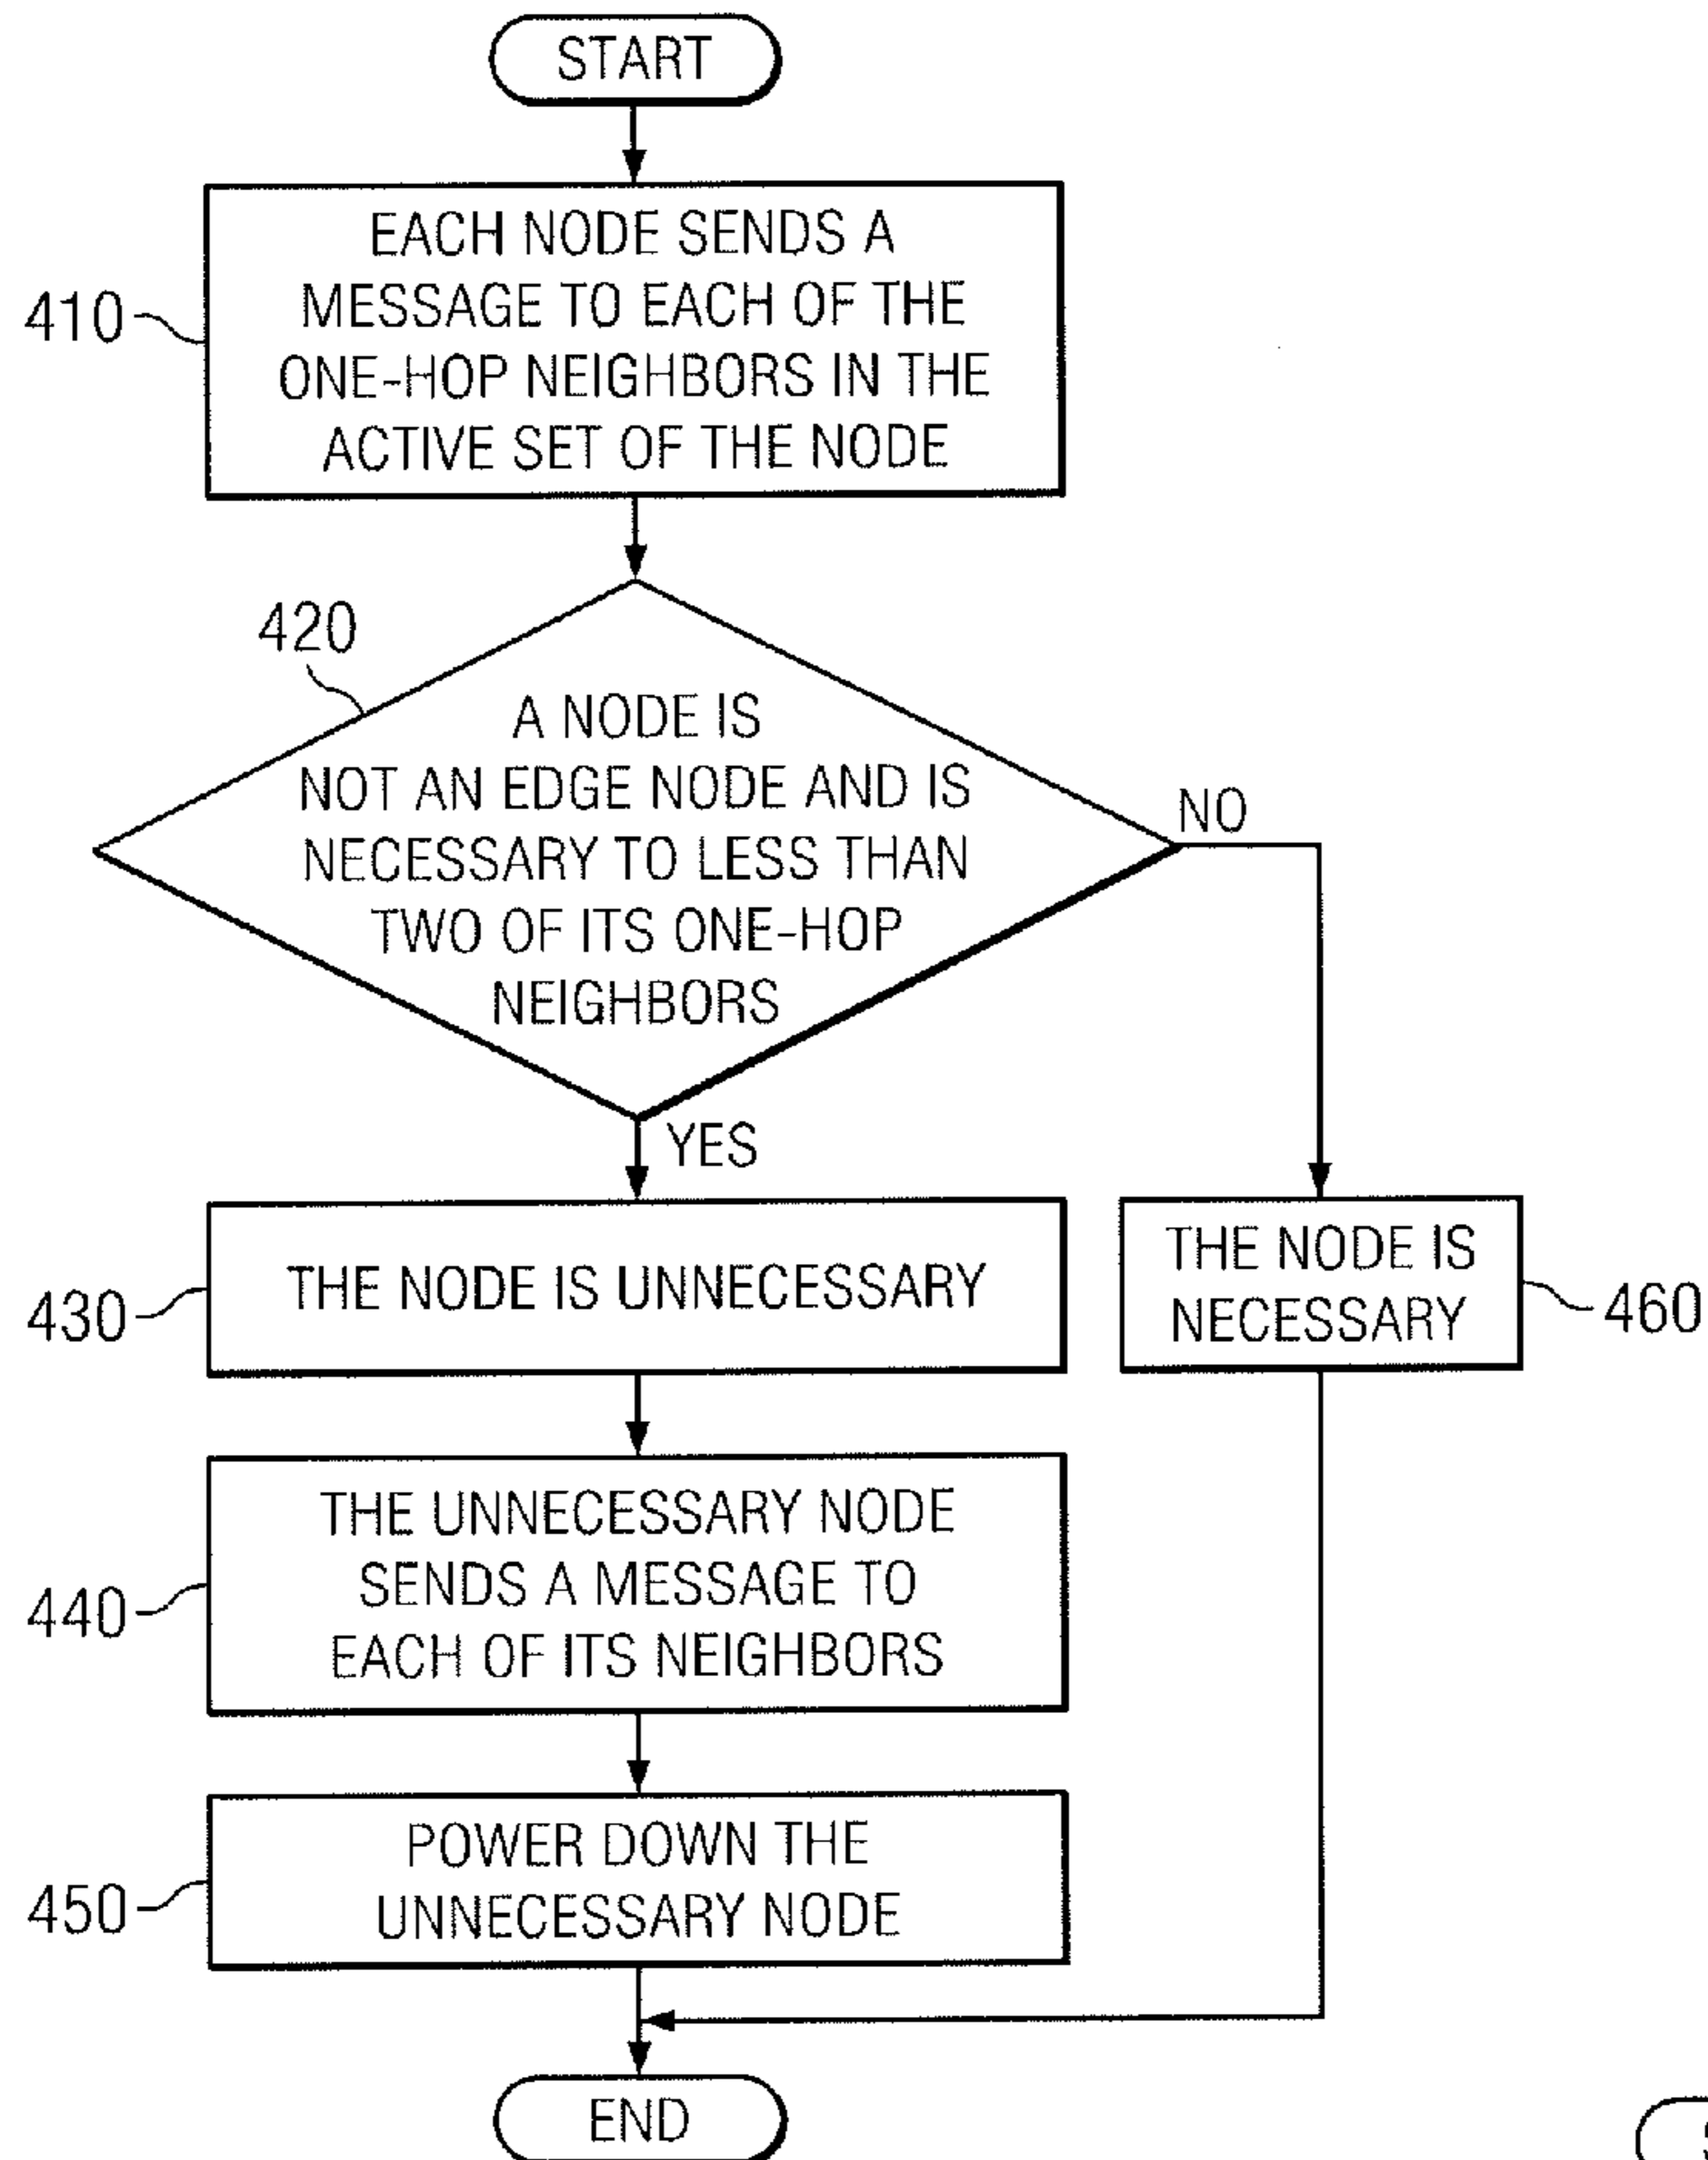 START
EACH NODE SENDS A
MESSAGE TO EACH OF THE
ONE-HOP NEIGHBORS IN THE
ACTIVE SET OF THE NODE
410
420
A NODE IS
NOT AN EDGE NODE AND IS
NECESSARY TO LESS THAN
TWO OF ITS ONE-HOP
NEIGHBORS
NO
YES
430
THE NODE IS UNNECESSARY
THE NODE IS
NECESSARY
460
440
THE UNNECESSARY NODE
SENDS A MESSAGE TO
EACH OF ITS NEIGHBORS
450
POWER DOWN THE
UNNECESSARY NODE
END